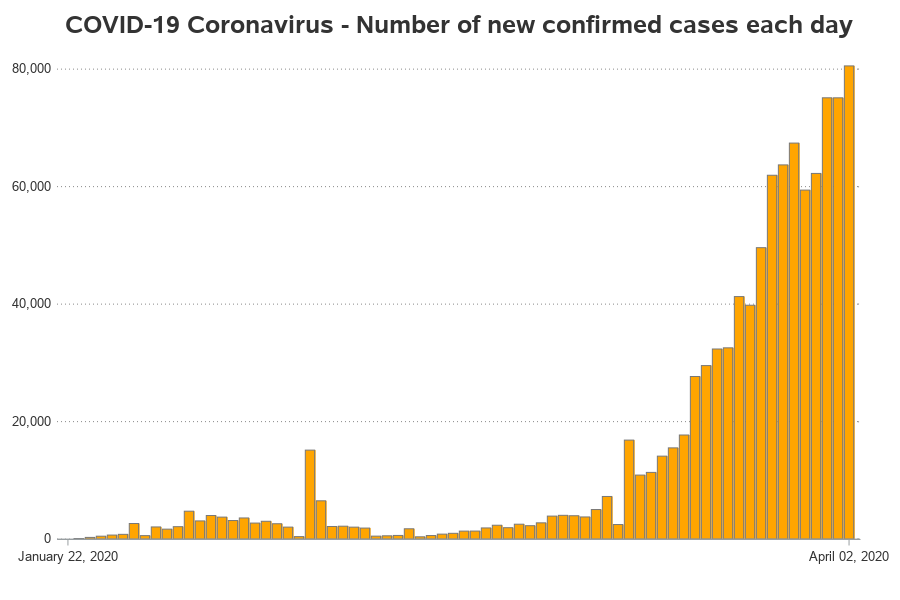 COVID-19 Coronavirus - Number of new confirmed cases each day
80,000
60,000
40,000
20,000
0
January 22, 2020
April 02, 2020